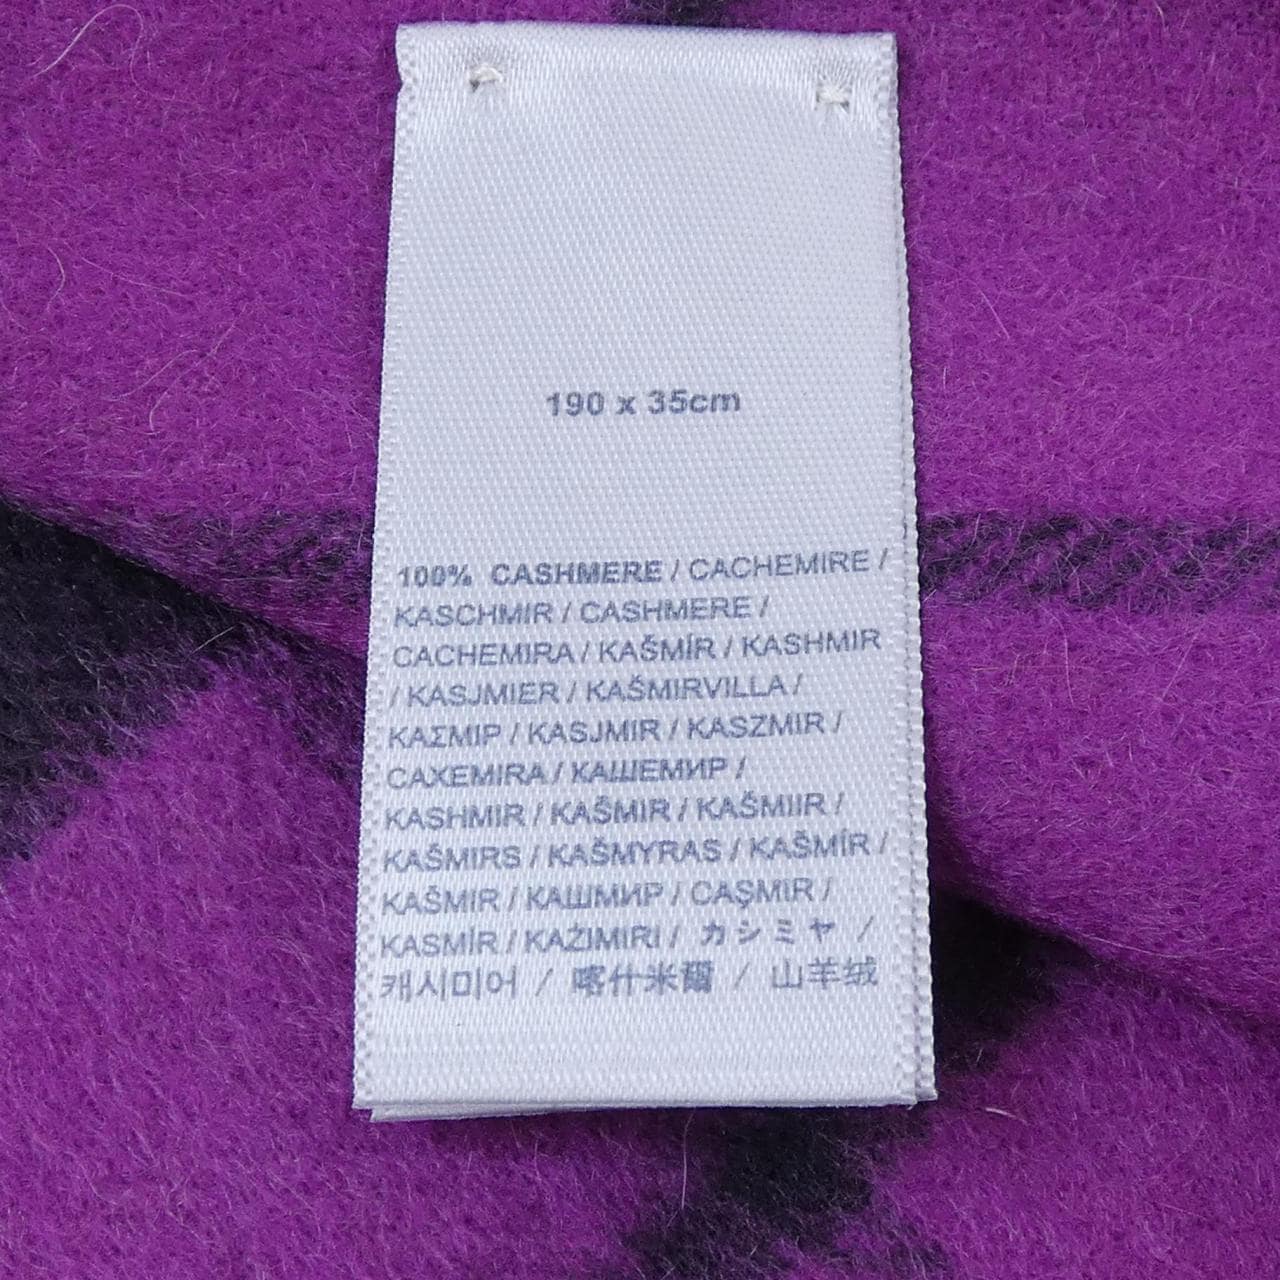 190 x 35cm
100% CASHMERE / CACHEMIRE /
KASCHMIR / CASHMERE /
CACHEMIRA / KAŠMÍR / KASHMIR
/ KASJMIER / KAŠMIRVILLA /
ΚΑΣΜΙΡ / KASJMIR / KASZMIR /
CAXEMIRA / КАШЕМИР /
KASHMIR / KAŠMIR / KAŠMIIR /
KAŠMIRS / KAŠMYRAS / KAŠMÍR /
KAŠMIR / КАШМИР / CAŞMIR /
KASMÍR / KAŻIMIRI / カシミヤ /
캐시미어 / 喀什米爾 / 山羊绒